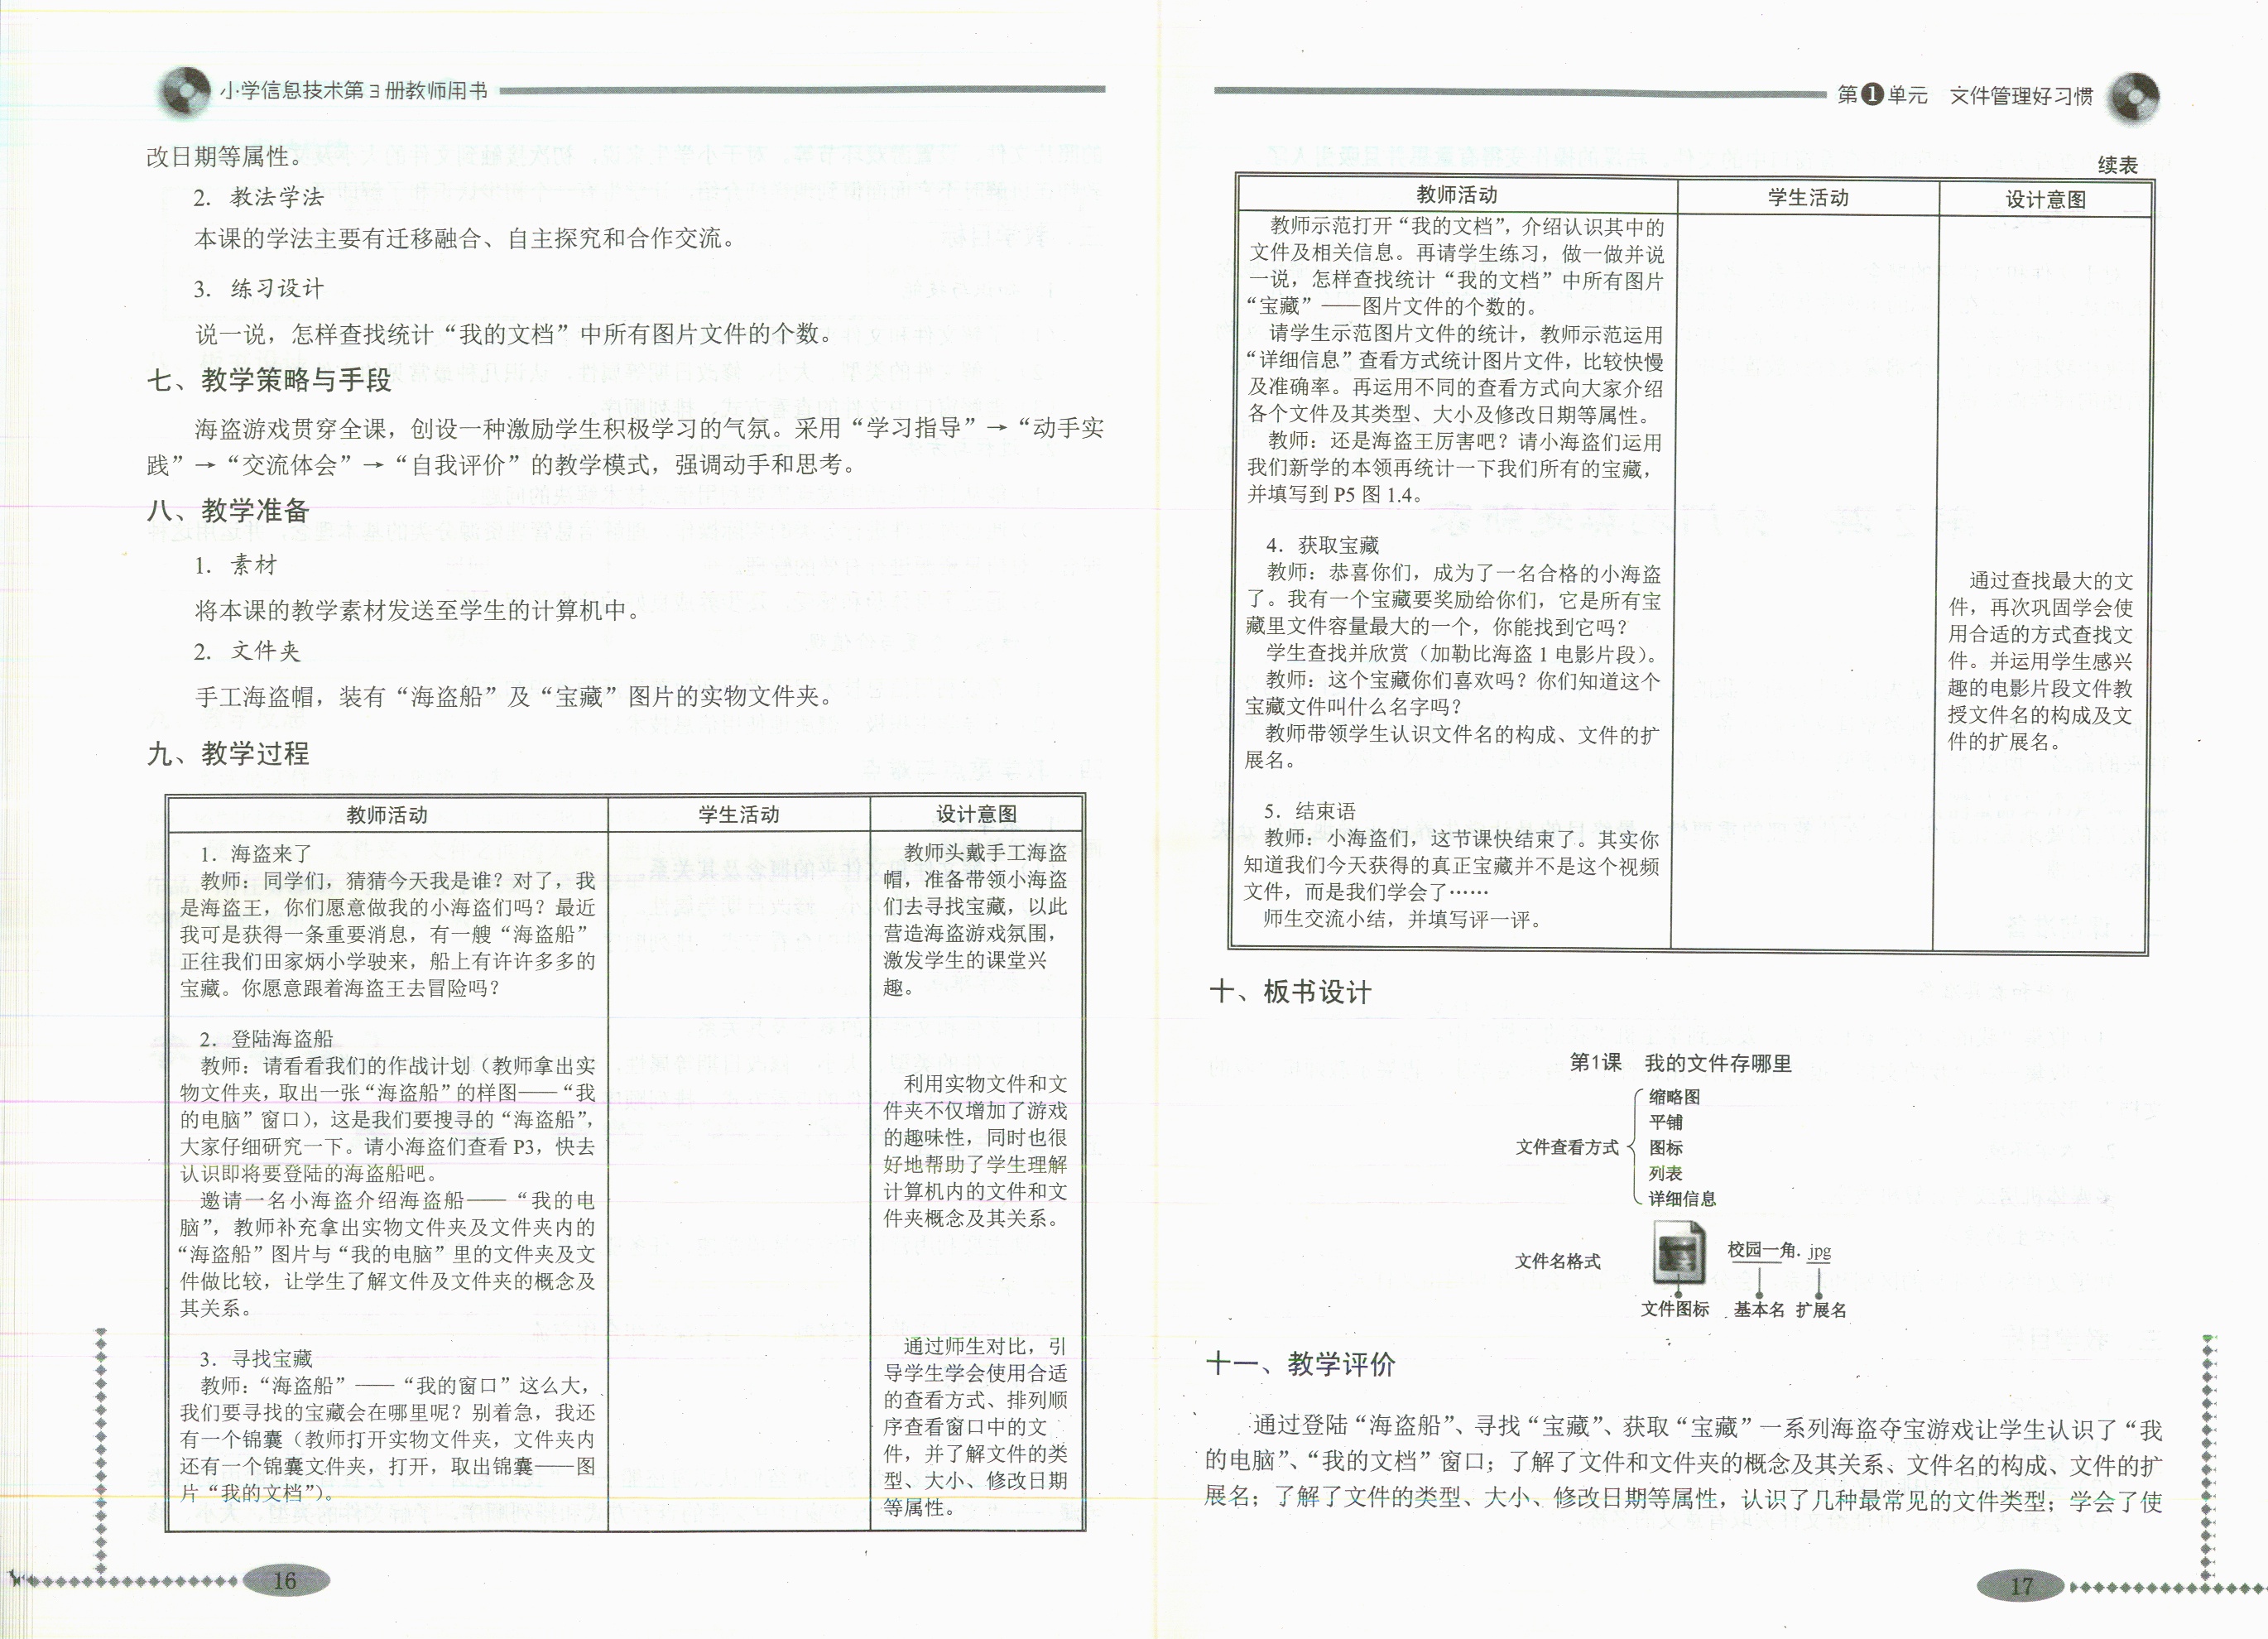 小学信息技术第3册教师用书
改日期等属性。
2. 教法学法
本课的学法主要有迁移融合、自主探究和合作交流。
3. 练习设计
说一说，怎样查找统计“我的文档”中所有图片文件的个数。
七、教学策略与手段
海盗游戏贯穿全课，创设一种激励学生积极学习的气氛。采用“学习指导”→“动手实
践”→“交流体会”→“自我评价”的教学模式，强调动手和思考。
八、教学准备
1. 素材
将本课的教学素材发送至学生的计算机中。
2. 文件夹
手工海盗帽，装有“海盗船”及“宝藏”图片的实物文件夹。
九、教学过程
教师活动 学生活动 设计意图
1．海盗来了
教师：同学们，猜猜今天我是谁？对了，我
是海盗王，你们愿意做我的小海盗们吗？最近
我可是获得一条重要消息，有一艘“海盗船”
正往我们田家炳小学驶来，船上有许许多多的
宝藏。你愿意跟着海盗王去冒险吗？
2．登陆海盗船
教师：请看看我们的作战计划（教师拿出实
物文件夹，取出一张“海盗船”的样图——“我
的电脑”窗口），这是我们要搜寻的“海盗船”，
大家仔细研究一下。请小海盗们查看 P3，快去
认识即将要登陆的海盗船吧。
邀请一名小海盗介绍海盗船——“我的电
脑”，教师补充拿出实物文件夹及文件夹内的
“海盗船”图片与“我的电脑”里的文件夹及文
件做比较，让学生了解文件及文件夹的概念及
其关系。
3．寻找宝藏
教师：“海盗船”——“我的窗口”这么大，
我们要寻找的宝藏会在哪里呢？别着急，我还
有一个锦囊（教师打开实物文件夹，文件夹内
还有一个锦囊文件夹，打开，取出锦囊——图
片“我的文档”）。
教师头戴手工海盗
帽，准备带领小海盗
们去寻找宝藏，以此
营造海盗游戏氛围，
激发学生的课堂兴
趣。
利用实物文件和文
件夹不仅增加了游戏
的趣味性，同时也很
好地帮助了学生理解
计算机内的文件和文
件夹概念及其关系。
通过师生对比，引
导学生学会使用合适
的查看方式、排列顺
序查看窗口中的文
件，并了解文件的类
型、大小、修改日期
等属性。
16
第1单元 文件管理好习惯
续表
教师活动 学生活动 设计意图
教师示范打开“我的文档”，介绍认识其中的
文件及相关信息。再请学生练习，做一做并说
一说，怎样查找统计“我的文档”中所有图片
“宝藏”——图片文件的个数的。
请学生示范图片文件的统计，教师示范运用
“详细信息”查看方式统计图片文件，比较快慢
及准确率。再运用不同的查看方式向大家介绍
各个文件及其类型、大小及修改日期等属性。
教师：还是海盗王厉害吧？请小海盗们运用
我们新学的本领再统计一下我们所有的宝藏，
并填写到 P5 图 1.4。
4．获取宝藏
教师：恭喜你们，成为了一名合格的小海盗
了。我有一个宝藏要奖励给你们，它是所有宝
藏里文件容量最大的一个，你能找到它吗？
学生查找并欣赏（加勒比海盗 1 电影片段）。
教师：这个宝藏你们喜欢吗？你们知道这个
宝藏文件叫什么名字吗？
教师带领学生认识文件名的构成、文件的扩
展名。
5．结束语
教师：小海盗们，这节课快结束了。其实你
知道我们今天获得的真正宝藏并不是这个视频
文件，而是我们学会了……
师生交流小结，并填写评一评。
通过查找最大的文
件，再次巩固学会使
用合适的方式查找文
件。并运用学生感兴
趣的电影片段文件教
授文件名的构成及文
件的扩展名。
十、板书设计
第1课 我的文件存哪里
文件查看方式
缩略图
平铺
图标
列表
详细信息
文件名格式
校园一角. jpg
文件图标 基本名 扩展名
十一、教学评价
通过登陆“海盗船”、寻找“宝藏”、获取“宝藏”一系列海盗夺宝游戏让学生认识了“我
的电脑”、“我的文档”窗口；了解了文件和文件夹的概念及其关系、文件名的构成、文件的扩
展名；了解了文件的类型、大小、修改日期等属性，认识了几种最常见的文件类型；学会了使
17